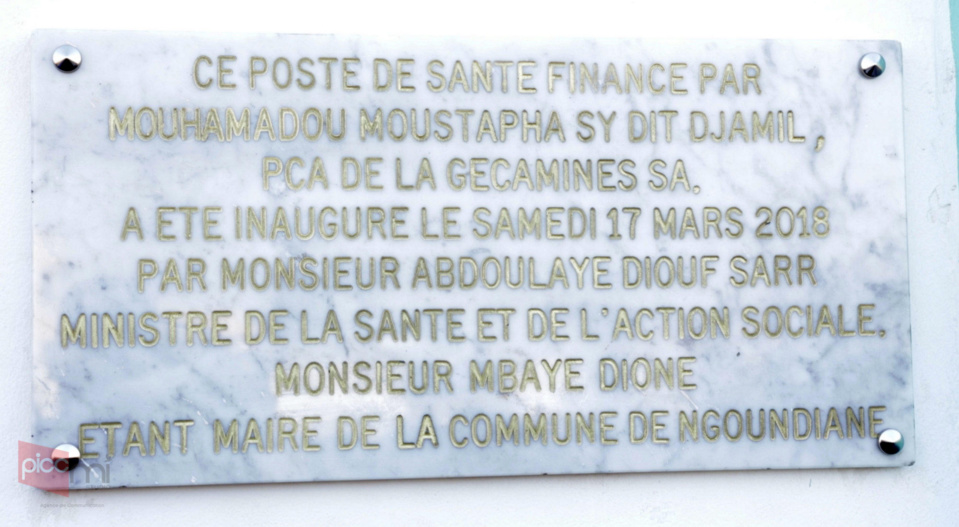 CE POSTE DE SANTE FINANCE PAR
MOUHAMADOU MOUSTAPHA SY DIT DJAMIL,
PCA DE LA GECAMINES SA.
A ETE INAUGURE LE SAMEDI 17 MARS 2018
PAR MONSIEUR ABDOULAYE DIOUF SARR
MINISTRE DE LA SANTE ET DE L'ACTION SOCIALE.
MONSIEUR MBAYE DIONE
ETANT MAIRE DE LA COMMUNE DE NGOUNDIANE